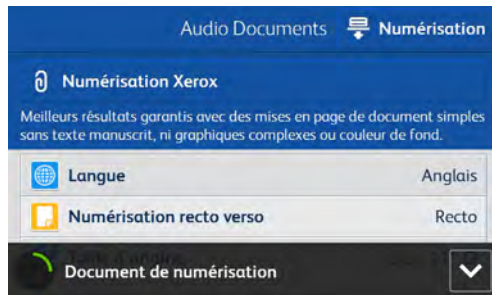 Audio Documents Numérisation
Numérisation Xerox
Meilleurs résultats garantis avec des mises en page de document simples
sans texte manuscrit, ni graphiques complexes ou couleur de fond.
Langue Anglais
Numérisation recto verso Recto
Document de numérisation